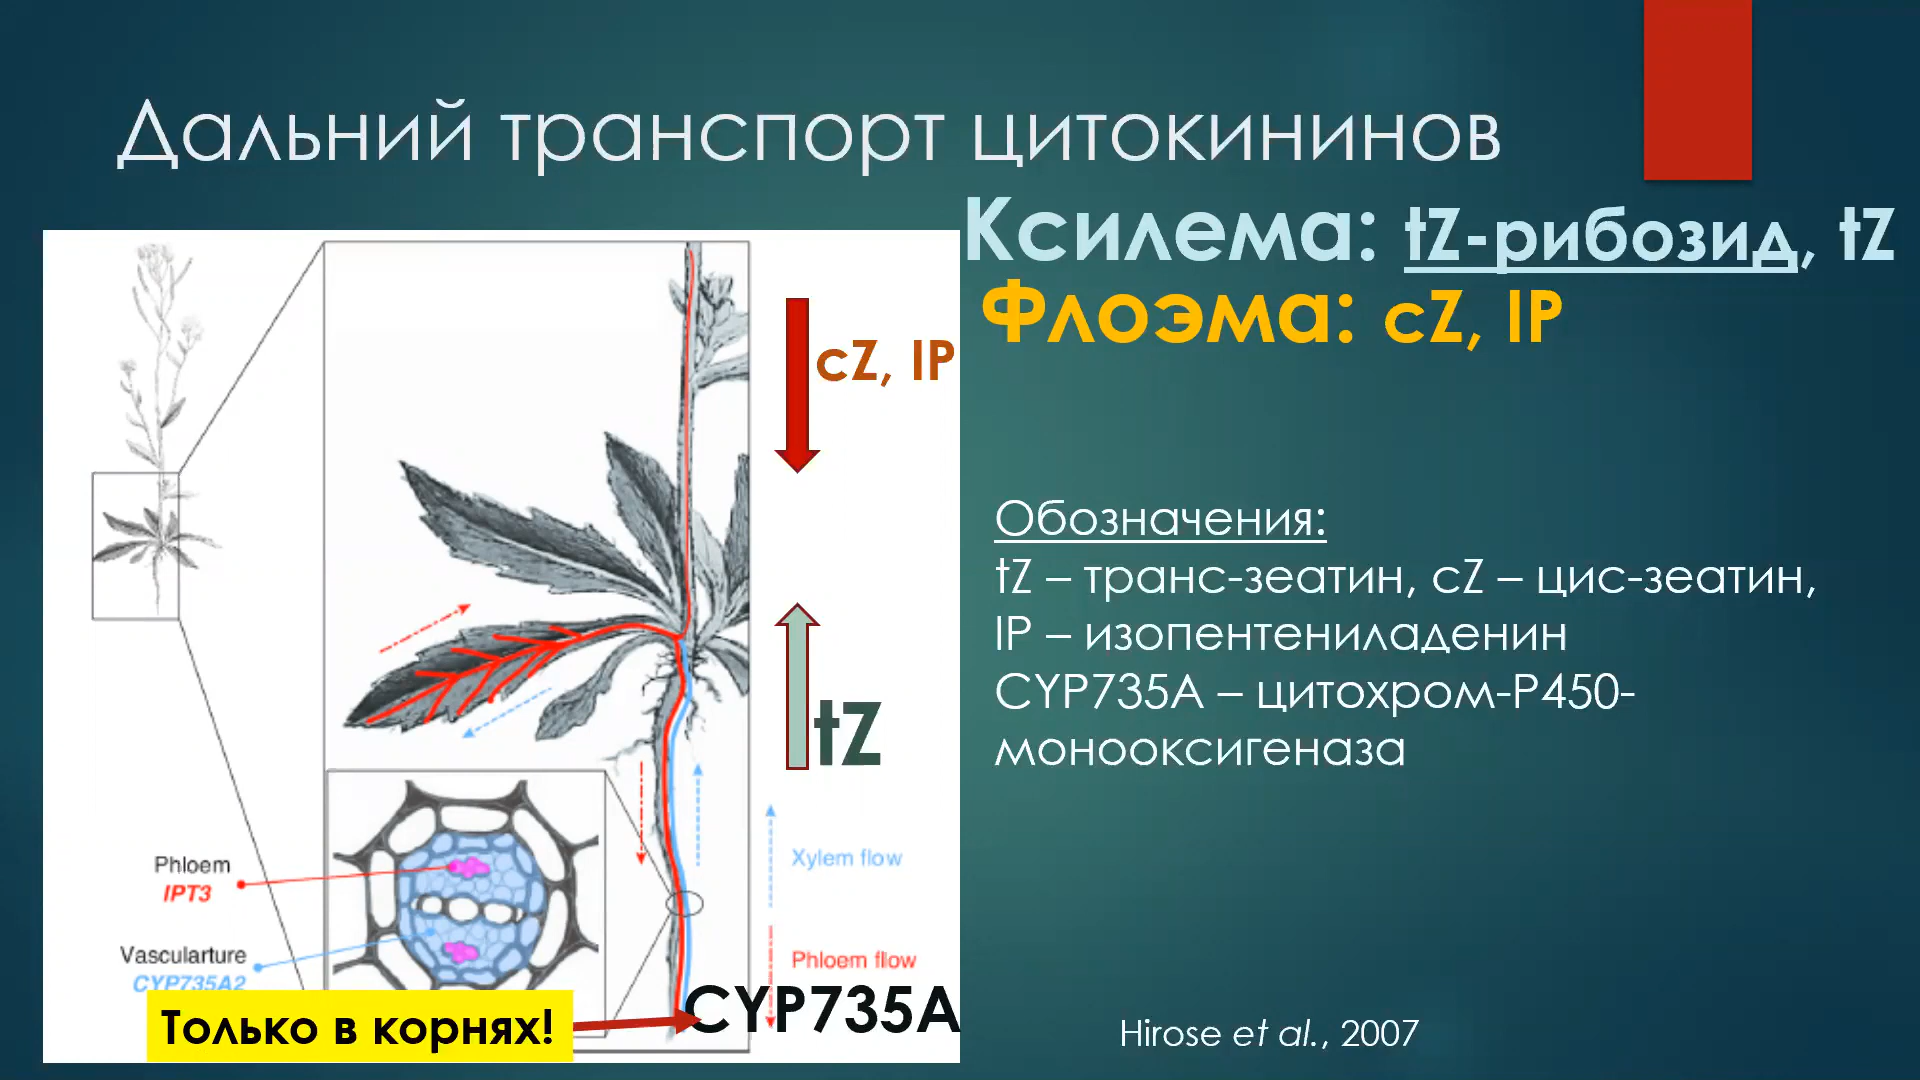 Дальний транспорт цитокининов
Ксилема: tZ-рибозид, tZ
Флоэма: cZ, IP
cZ, IP
tZ
Обозначения:
tZ – транс-зеатин, cZ – цис-зеатин,
IP – изопентениладенин
CYP735A – цитохром-P450-
монооксигеназа
Phloem
IPT3
Vascularture
CYP735A2
Xylem flow
Phloem flow
CYP735A
Только в корнях!
Hirose et al., 2007